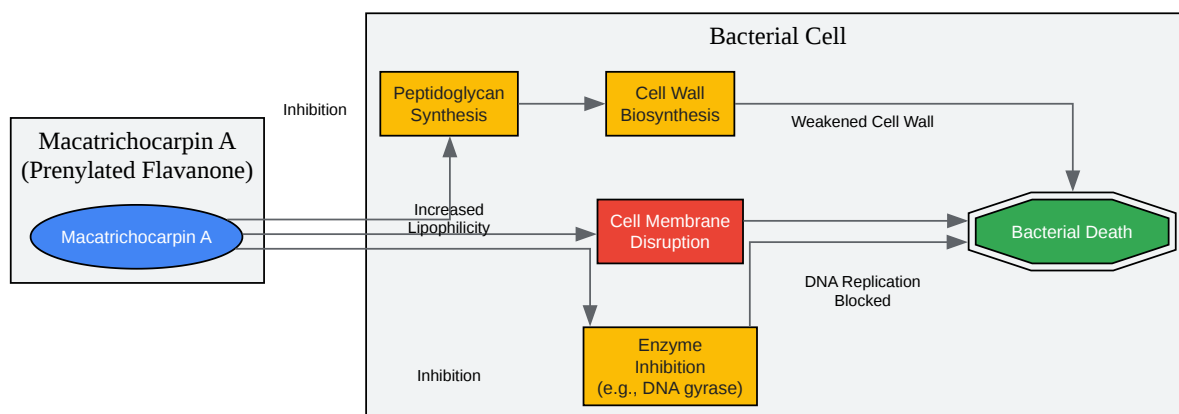 Bacterial Cell
Peptidoglycan
Synthesis
Cell Wall
Biosynthesis
Inhibition
Weakened Cell Wall
Macatrichocarpin A
(Prenylated Flavanone)
Macatrichocarpin A
Increased
Lipophilicity
Cell Membrane
Disruption
Bacterial Death
DNA Replication
Blocked
Enzyme
Inhibition
(e.g., DNA gyrase)
Inhibition